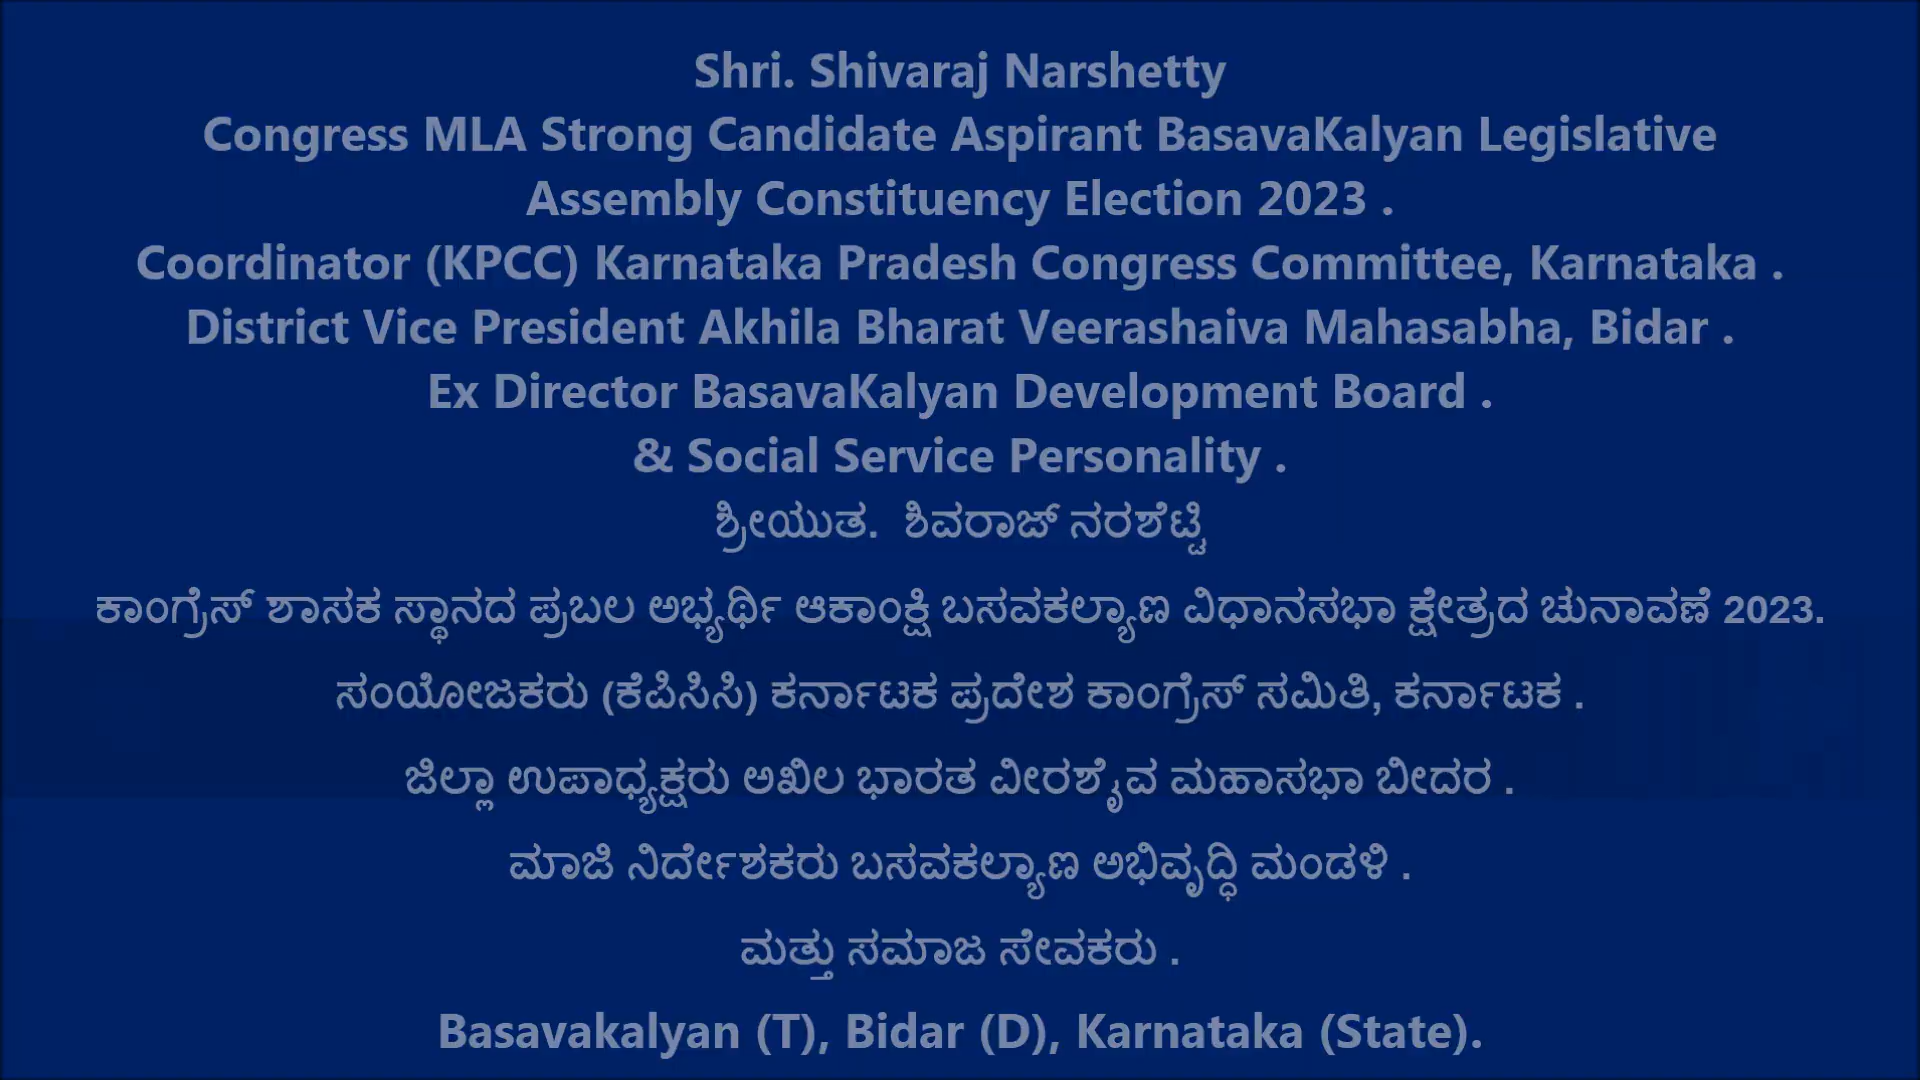 Shri. Shivaraj Narshetty
Congress MLA Strong Candidate Aspirant BasavaKalyan Legislative
Assembly Constituency Election 2023 .
Coordinator (KPCC) Karnataka Pradesh Congress Committee, Karnataka .
District Vice President Akhila Bharat Veerashaiva Mahasabha, Bidar .
Ex Director BasavaKalyan Development Board .
& Social Service Personality .
ಶ್ರೀಯುತ.  ಶಿವರಾಜ್ ನರಶೆಟ್ಟಿ
ಕಾಂಗ್ರೆಸ್ ಶಾಸಕ ಸ್ಥಾನದ ಪ್ರಬಲ ಅಭ್ಯರ್ಥಿ ಆಕಾಂಕ್ಷಿ ಬಸವಕಲ್ಯಾಣ ವಿಧಾನಸಭಾ ಕ್ಷೇತ್ರದ ಚುನಾವಣೆ 2023.
ಸಂಯೋಜಕರು (ಕೆಪಿಸಿಸಿ) ಕರ್ನಾಟಕ ಪ್ರದೇಶ ಕಾಂಗ್ರೆಸ್ ಸಮಿತಿ, ಕರ್ನಾಟಕ .
ಜಿಲ್ಲಾ ಉಪಾಧ್ಯಕ್ಷರು ಅಖಿಲ ಭಾರತ ವೀರಶೈವ ಮಹಾಸಭಾ ಬೀದರ .
ಮಾಜಿ ನಿರ್ದೇಶಕರು ಬಸವಕಲ್ಯಾಣ ಅಭಿವೃದ್ಧಿ ಮಂಡಳಿ .
ಮತ್ತು ಸಮಾಜ ಸೇವಕರು .
Basavakalyan (T), Bidar (D), Karnataka (State).